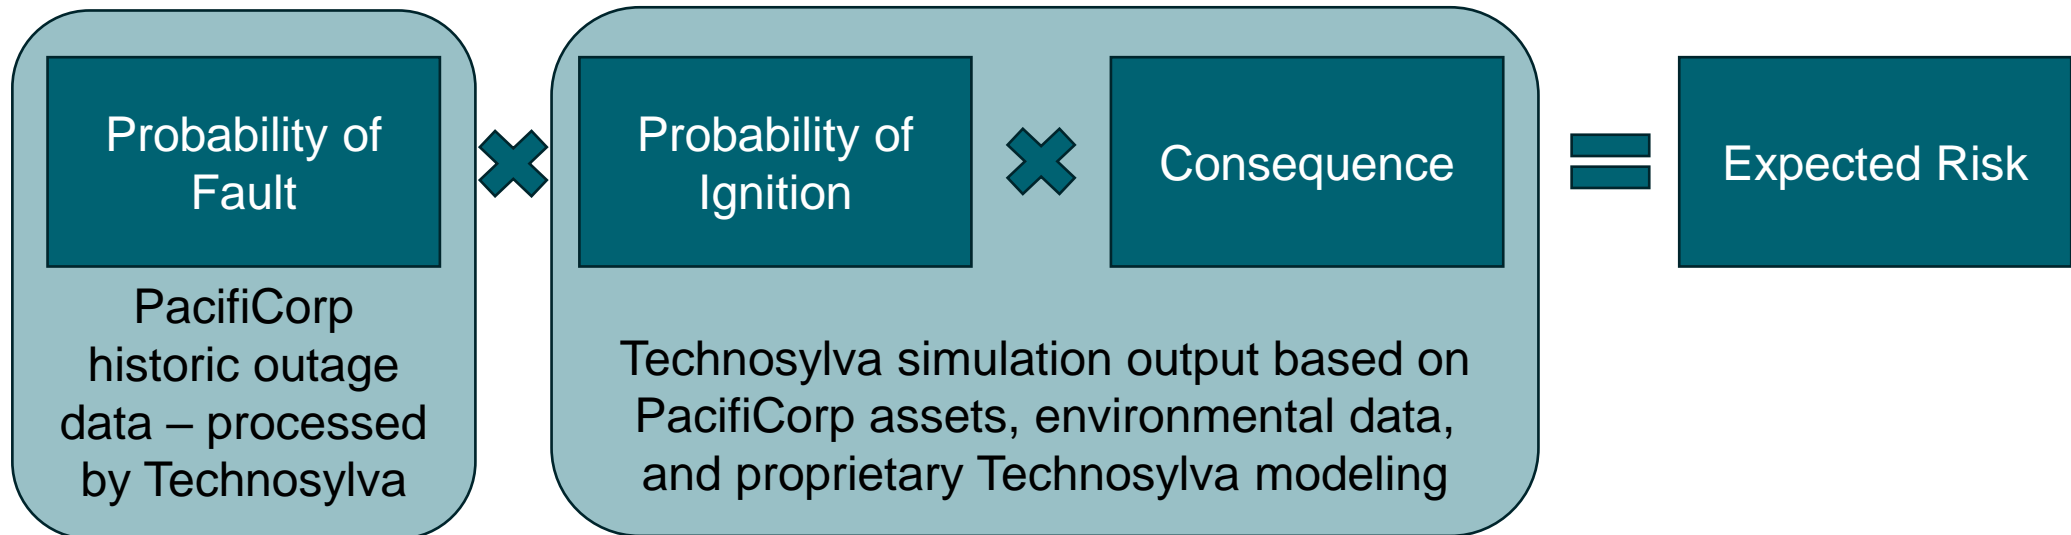 Probability of
Fault
PacifiCorp
historic outage
data – processed
by Technosylva
Probability of
Ignition
Consequence
Technosylva simulation output based on
PacifiCorp assets, environmental data,
and proprietary Technosylva modeling
Expected Risk